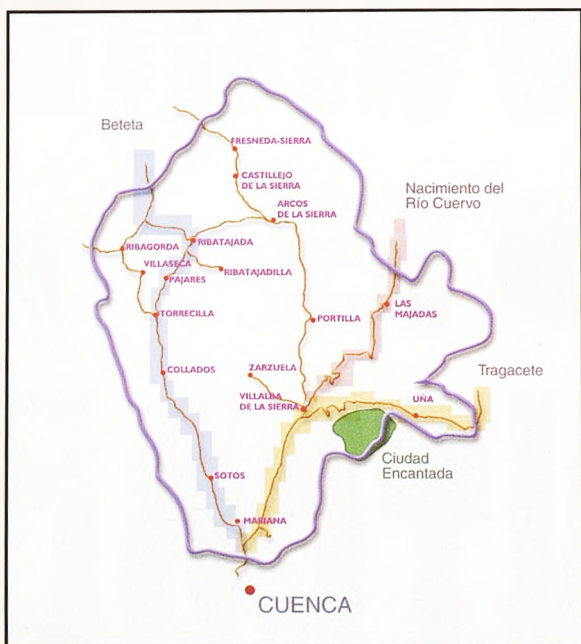 Beteta
FRESNEDA-SIERRA
CASTILLEJO
DE LA SIERRA
Nacimiento del
Río Cuervo
ARCOS
DE LA SIERRA
RIBAGORDA
RIBATAJADA
VILLASECA
RIBATAJADILLA
PAJARES
LAS
MAJADAS
TORRECILLA
PORTILLA
COLLADOS
ZARZUELA
Tragacete
VILLALBA
DE LA SIERRA
UÑA
Ciudad
Encantada
SOTOS
MARIANA
CUENCA